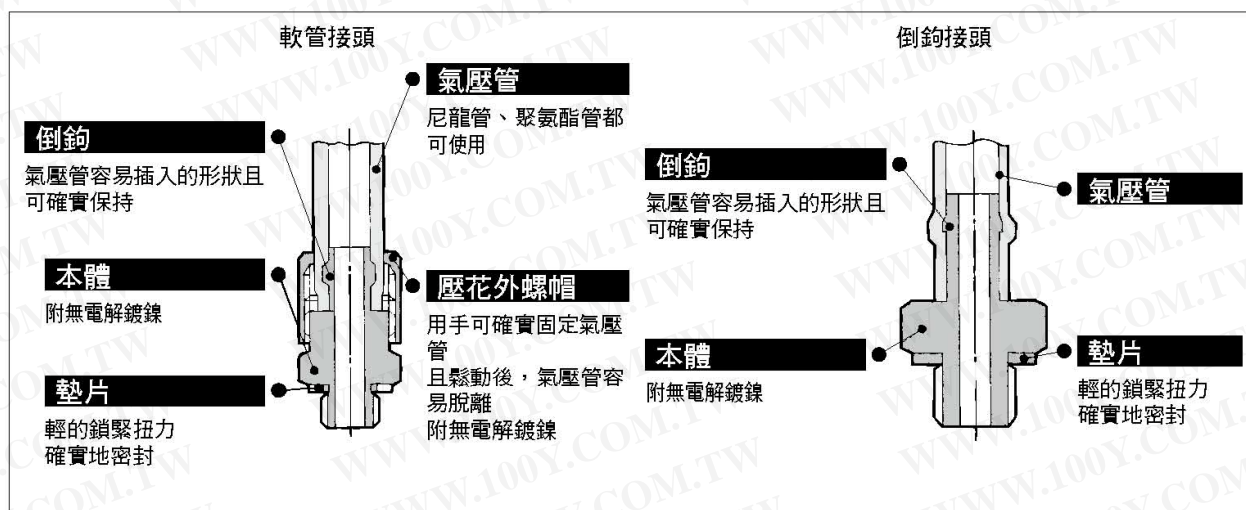 軟管接頭
氣壓管
尼龍管、聚氨酯管都
可使用
倒鉤
氣壓管容易插入的形狀且
可確實保持
本體
附無電解鍍鎳
壓花外螺帽
用手可確實固定氣壓
管
且鬆動後，氣壓管容
易脫離
附無電解鍍鎳
墊片
輕的鎖緊扭力
確實地密封
倒鉤接頭
倒鉤
氣壓管容易插入的形狀且
可確實保持
氣壓管
本體
附無電解鍍鎳
墊片
輕的鎖緊扭力
確實地密封
WWW.100Y.COM.TW